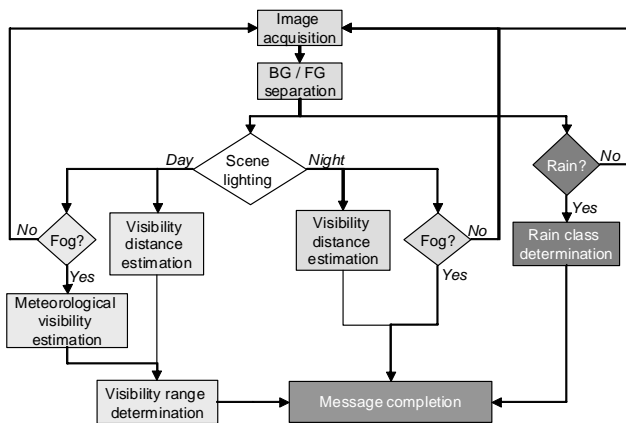 Image
acquisition
BG / FG
separation
Day
Scene
lighting
Night
Rain?
No
No
Fog?
Visibility
distance
estimation
Visibility
distance
estimation
Fog?
No
Yes
Rain class
determination
Yes
Yes
Meteorological
visibility
estimation
Visibility range
determination
Message completion